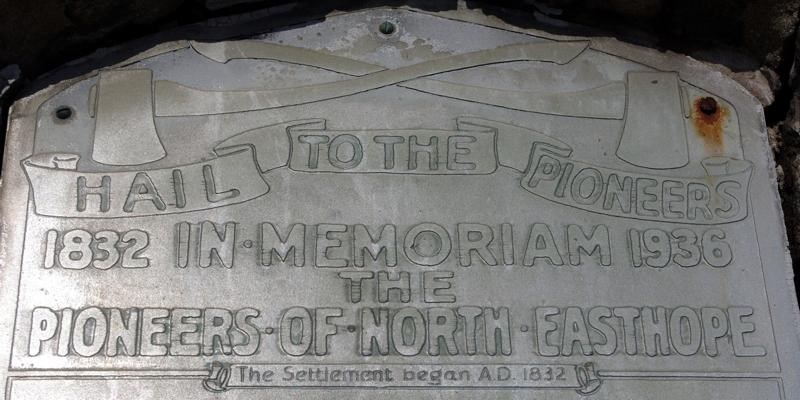 HAIL TO THE PIONEERS
1832 IN·MEMORIAM 1936
THE
PIONEERS·OF·NORTH·EASTHOPE
The Settlement began A.D. 1832